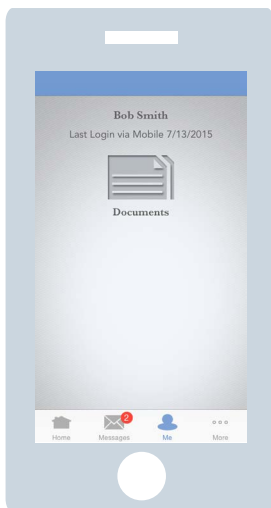 Bob Smith
Last Login via Mobile 7/13/2015
Documents
2
Home Messages Me More